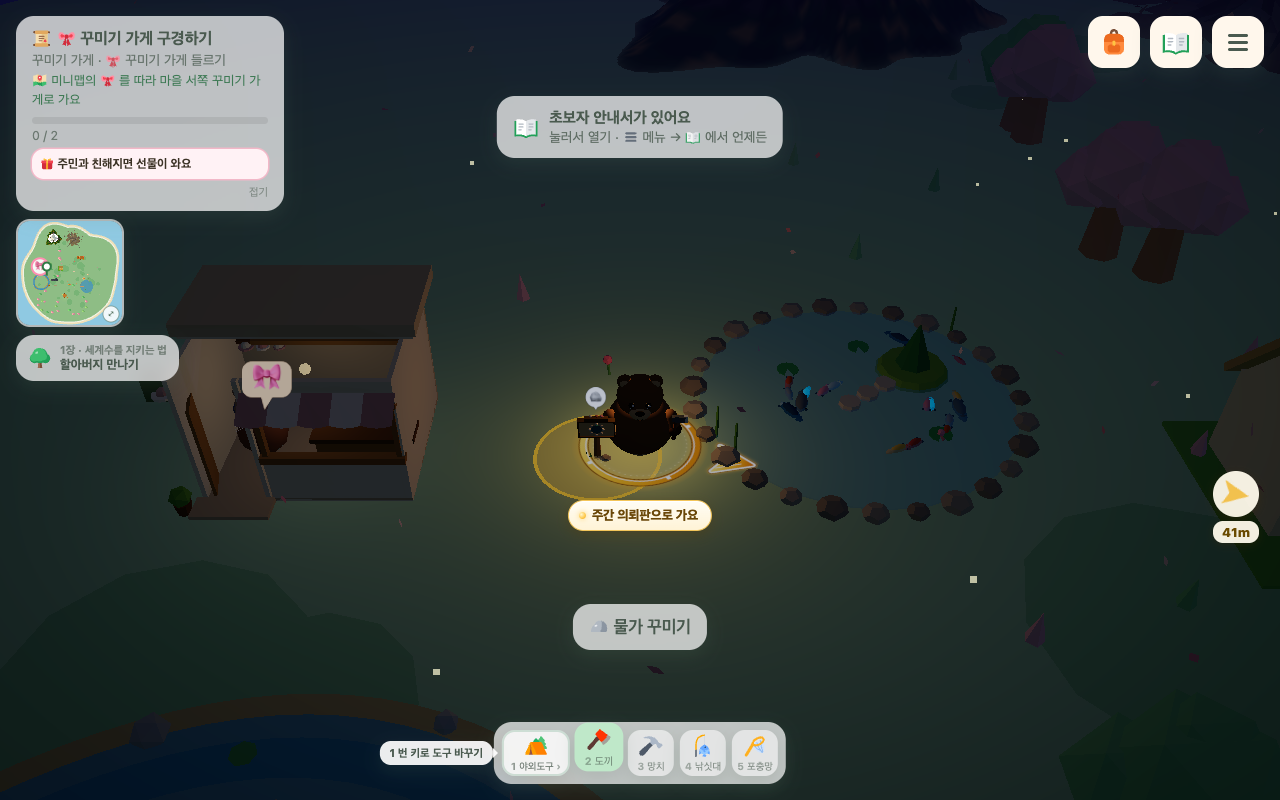 꾸미기 가게 구경하기
꾸미기 가게 · 꾸미기 가게 들르기
미니맵의 를 따라 마을 서쪽 꾸미기 가
게로 가요
0 / 2
주민과 친해지면 선물이 와요
접기
초보자 안내서가 있어요
눌러서 열기 · 메뉴 → 에서 언제든
1장 · 세계수를 지키는 법
할아버지 만나기
주간 의뢰판으로 가요
41m
물가 꾸미기
1 번 키로 도구 바꾸기
1 야외도구 ›
2 도끼
3 망치
4 낚싯대
5 포충망